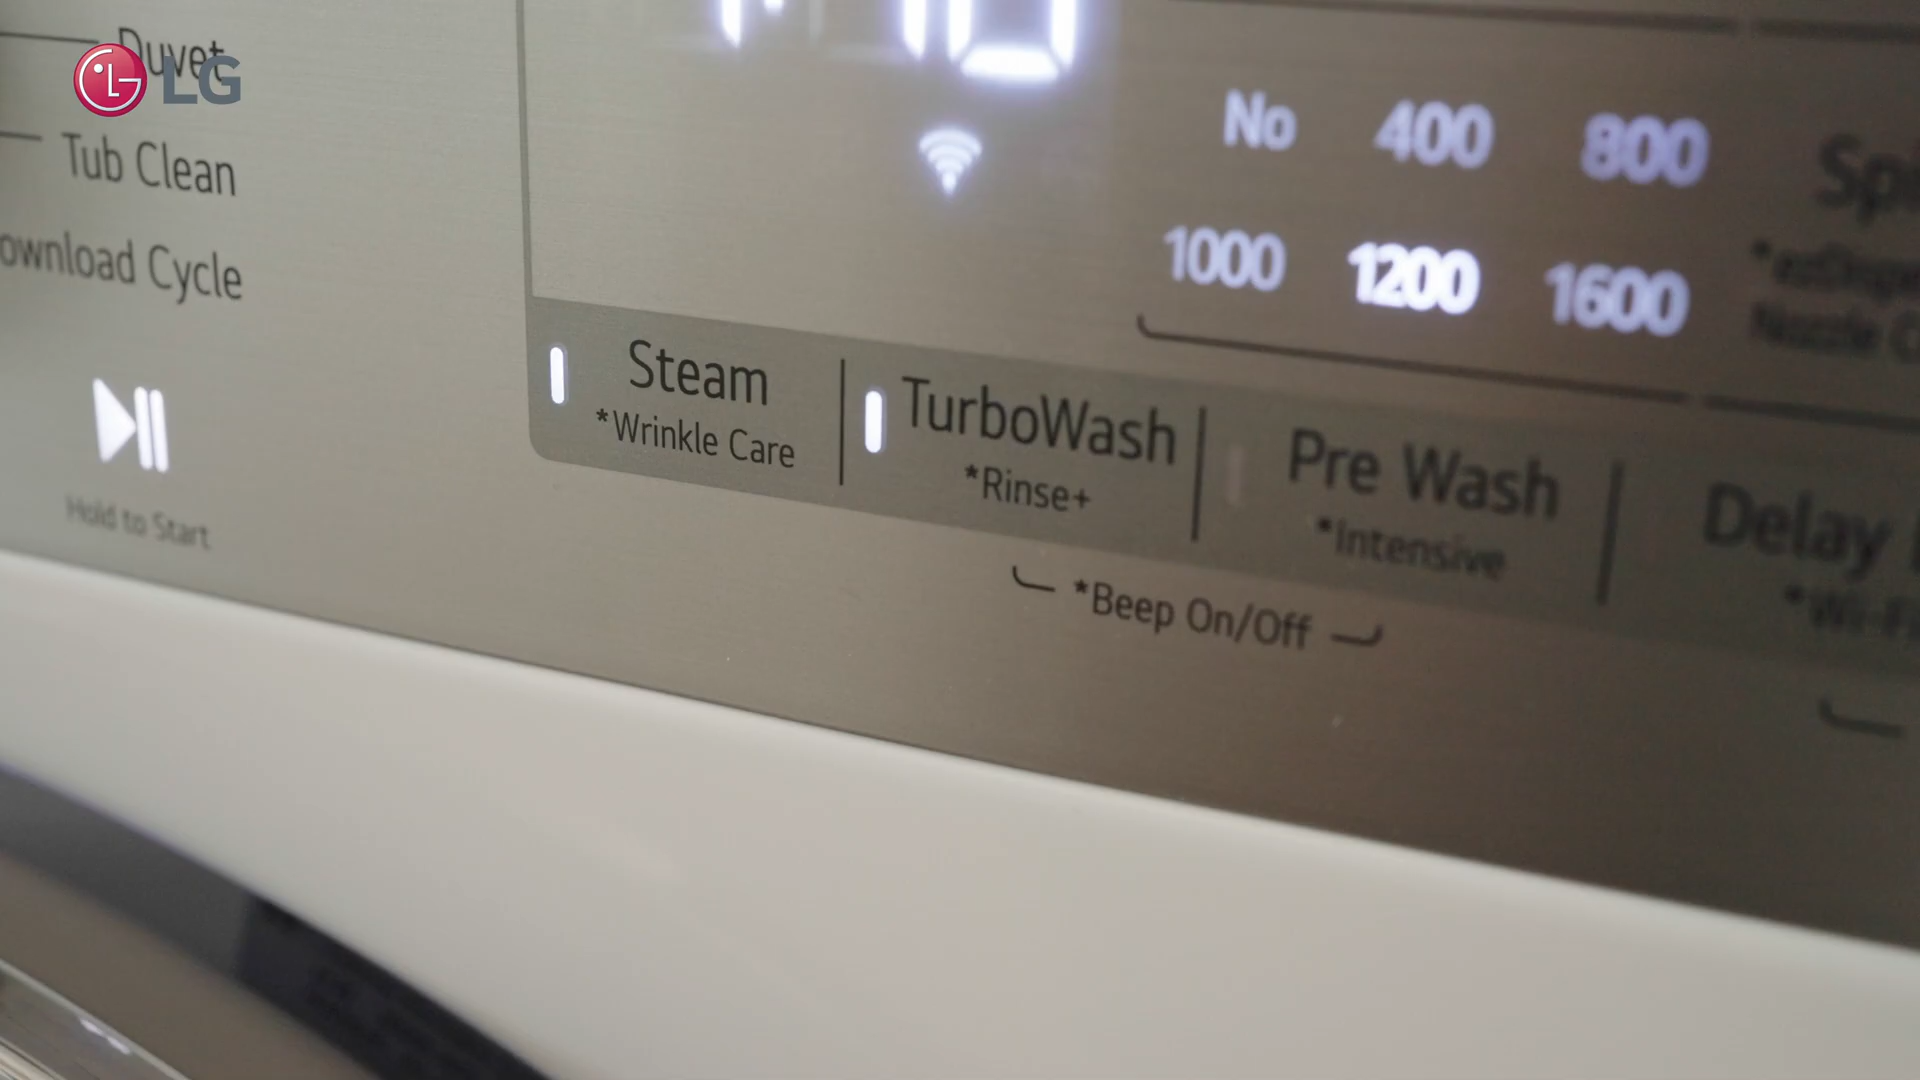 Duvet
LG
Tub Clean
ownload Cycle
Hold to Start
No 400 800
1000 1200 1600
Steam
*Wrinkle Care
TurboWash
*Rinse+
Pre Wash
*Intensive
Delay
*Beep On/Off